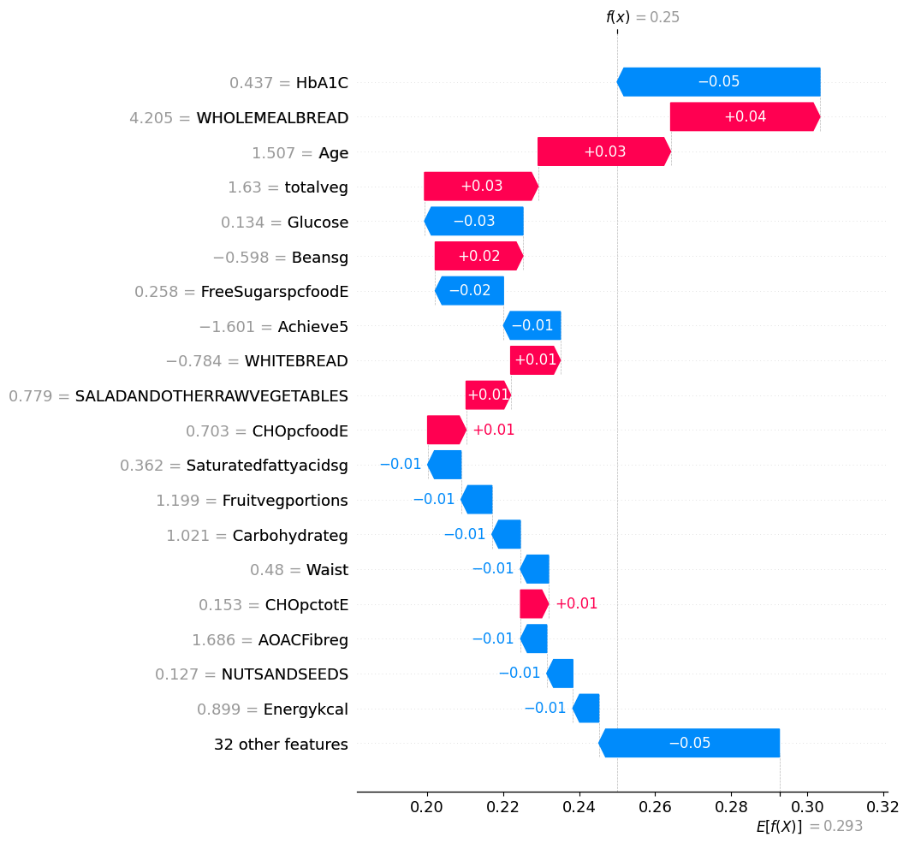 f(x) = 0.25
0.437 = HbA1C −0.05
4.205 = WHOLEMEALBREAD +0.04
1.507 = Age +0.03
1.63 = totalveg +0.03
0.134 = Glucose −0.03
−0.598 = Beansg +0.02
0.258 = FreeSugarspcfoodE −0.02
−1.601 = Achieve5 −0.01
−0.784 = WHITEBREAD +0.01
0.779 = SALADANDOTHERRAWVEGETABLES +0.01
0.703 = CHOpcfoodE +0.01
0.362 = Saturatedfattyacidsg −0.01
1.199 = Fruitvegportions −0.01
1.021 = Carbohydrateg −0.01
0.48 = Waist −0.01
0.153 = CHOpctotE +0.01
1.686 = AOACFibreg −0.01
0.127 = NUTSANDSEEDS −0.01
0.899 = Energykcal −0.01
32 other features −0.05
0.20 0.22 0.24 0.26 0.28 0.30 0.32
E[f(X)] = 0.293